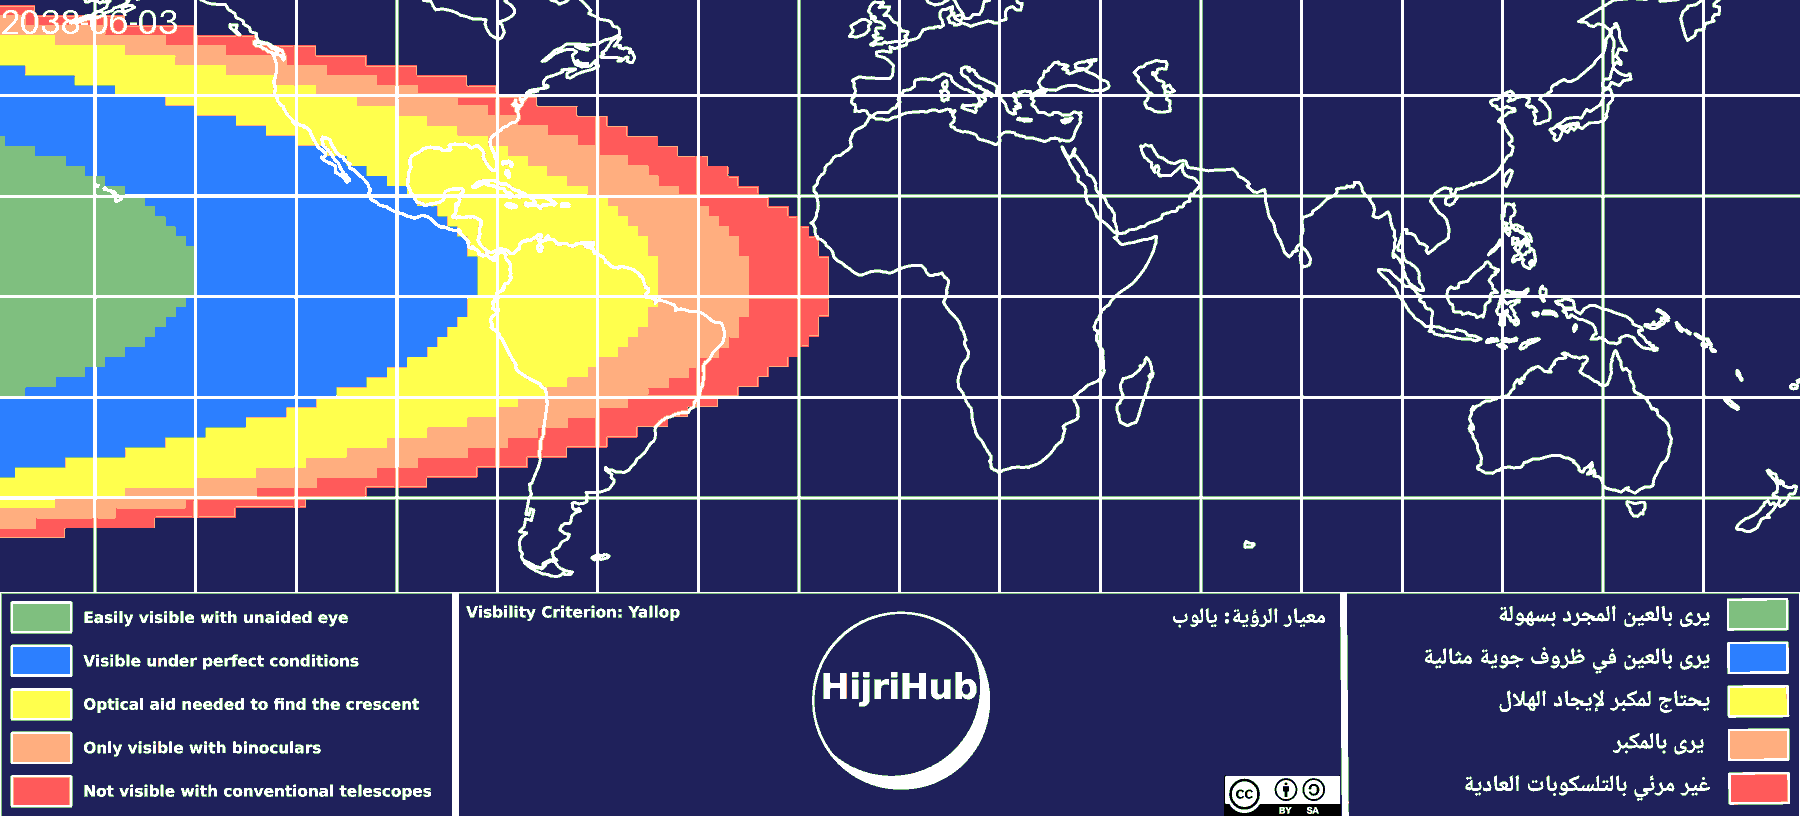 2038-06-03
Easily visible with unaided eye
Visible under perfect conditions
Optical aid needed to find the crescent
Only visible with binoculars
Not visible with conventional telescopes
Visbility Criterion: Yallop
معيار الرؤية: يالوب
HijriHub
cc
BY SA
يرى بالعين المجرد بسهولة
يرى بالعين في ظروف جوية مثالية
يحتاج لمكبر لإيجاد الهلال
يرى بالمكبر
غير مرئي بالتلسكوبات العادية